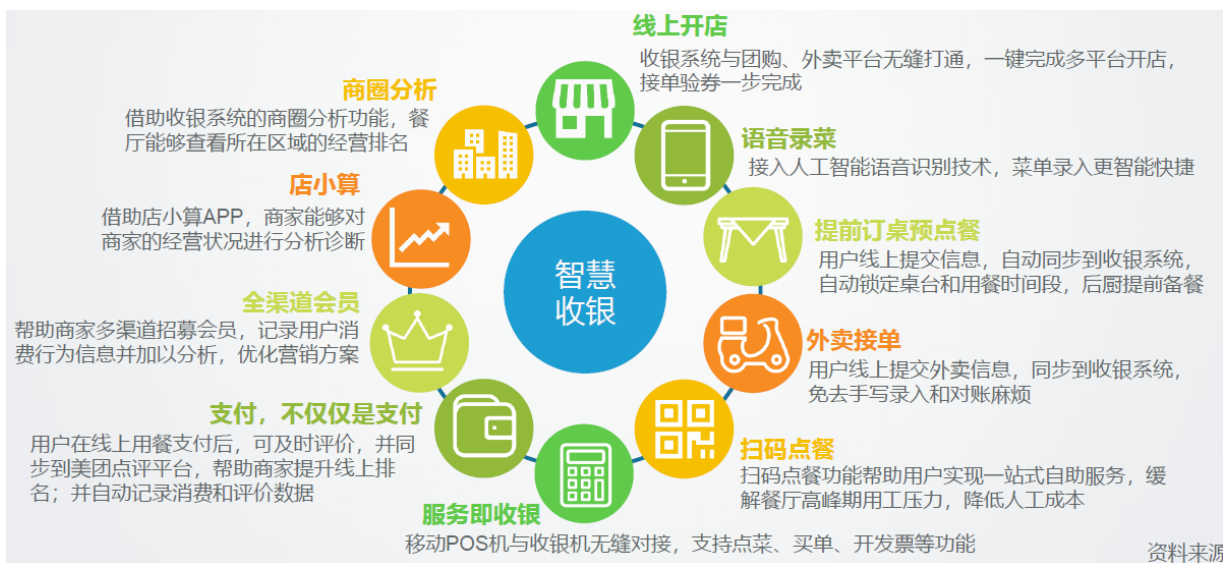 线上开店
收银系统与团购、外卖平台无缝打通，一键完成多平台开店，
接单验券一步完成
语音录菜
接入人工智能语音识别技术，菜单录入更智能快捷
提前订桌预点餐
用户线上提交信息，自动同步到收银系统，
自动锁定桌台和用餐时间段，后厨提前备餐
外卖接单
用户线上提交外卖信息，同步到收银系统，
免去手写录入和对账麻烦
扫码点餐
扫码点餐功能帮助用户实现一站式自助服务，缓
解餐厅高峰期用工压力，降低人工成本
服务即收银
移动POS机与收银机无缝对接，支持点菜、买单、开发票等功能
支付，不仅仅是支付
用户在线上用餐支付后，可及时评价，并同
步到美团点评平台，帮助商家提升线上排
名；并自动记录消费和评价数据
全渠道会员
帮助商家多渠道招募会员，记录用户消
费行为信息并加以分析，优化营销方案
店小算
借助店小算APP，商家能够对
商家的经营状况进行分析诊断
商圈分析
借助收银系统的商圈分析功能，餐
厅能够查看所在区域的经营排名
智慧
收银
资料来源